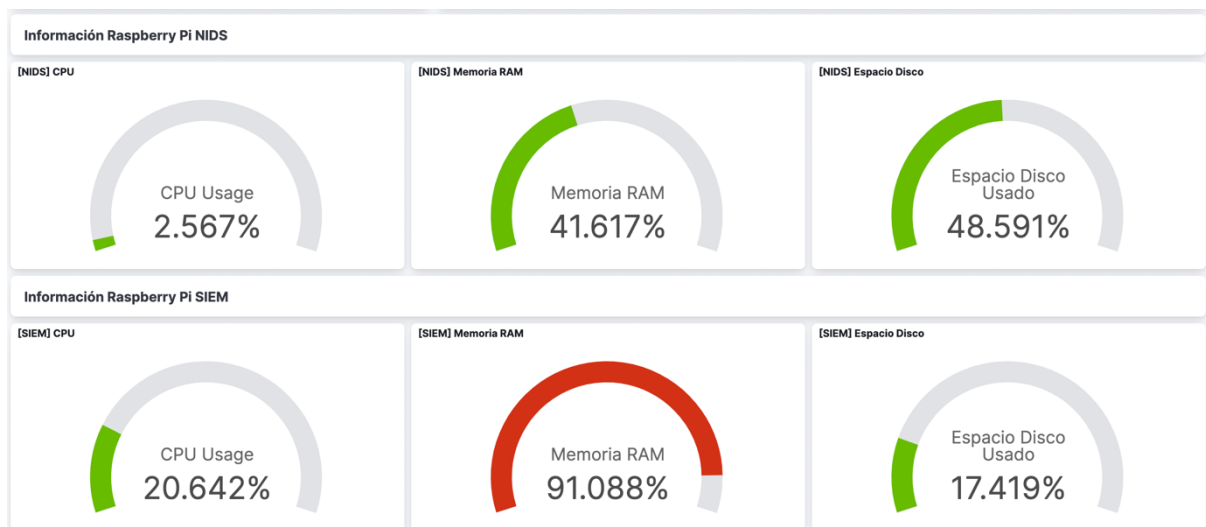 Información Raspberry Pi NIDS
[NIDS] CPU
[NIDS] Memoria RAM
[NIDS] Espacio Disco
CPU Usage
2.567%
Memoria RAM
41.617%
Espacio Disco
Usado
48.591%
Información Raspberry Pi SIEM
[SIEM] CPU
[SIEM] Memoria RAM
[SIEM] Espacio Disco
CPU Usage
20.642%
Memoria RAM
91.088%
Espacio Disco
Usado
17.419%